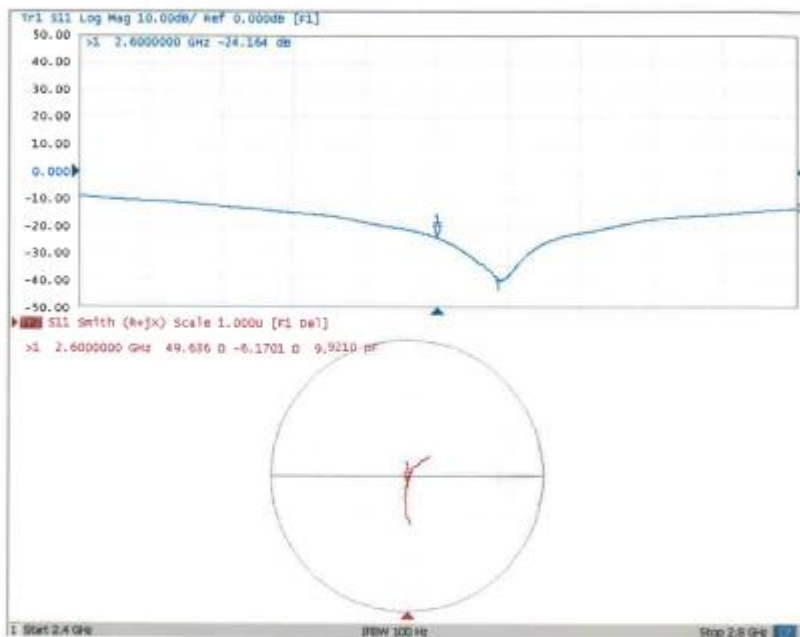 Tr1 S11 Log Mag 10.00dB/ Ref 0.000dB [F1]
50.00
>1 2.6000000 GHz -24.164 dB
40.00
30.00
20.00
10.00
0.000
-10.00
-20.00
1
-30.00
-40.00
-50.00
S11 Smith (R+jX) Scale 1.000U [F1 Del]
>1 2.6000000 GHz 49.636 Ω -6.1701 Ω 9.9210 pF
1
1 Start 2.4 GHz IFBW 100 Hz Stop 2.8 GHz